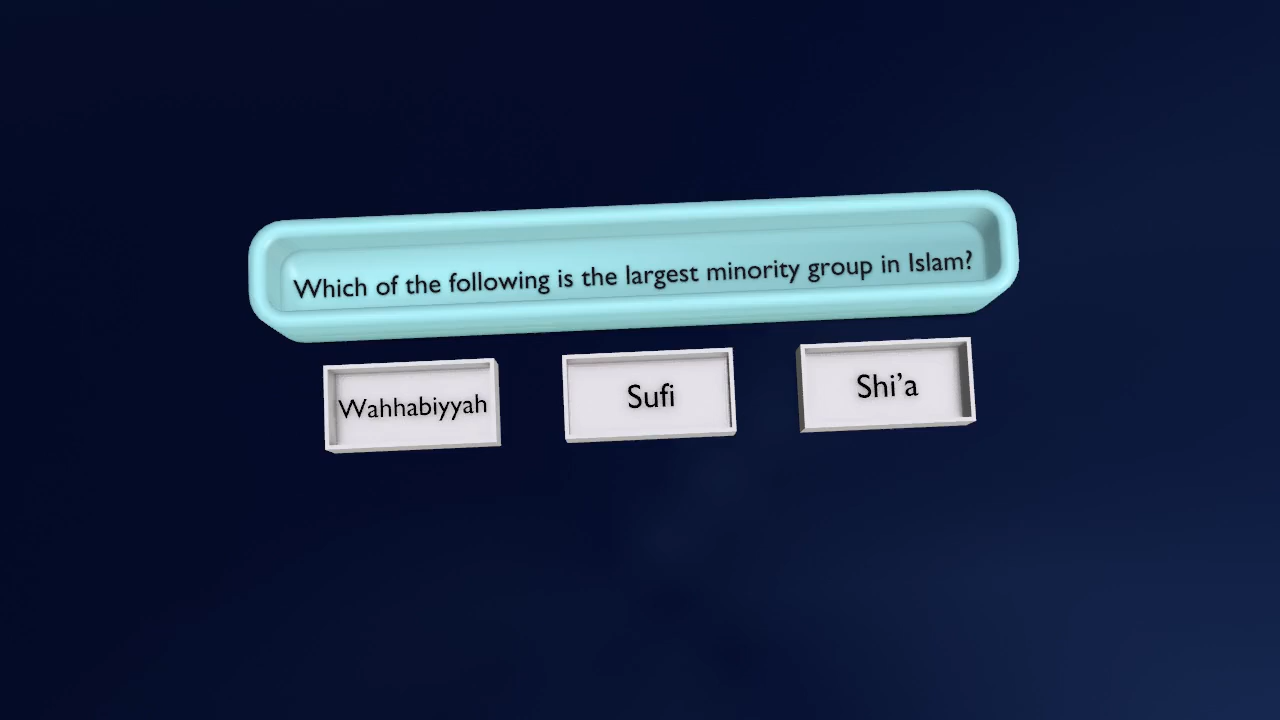 Which of the following is the largest minority group in Islam?
Wahhabiyyah
Sufi
Shi’a